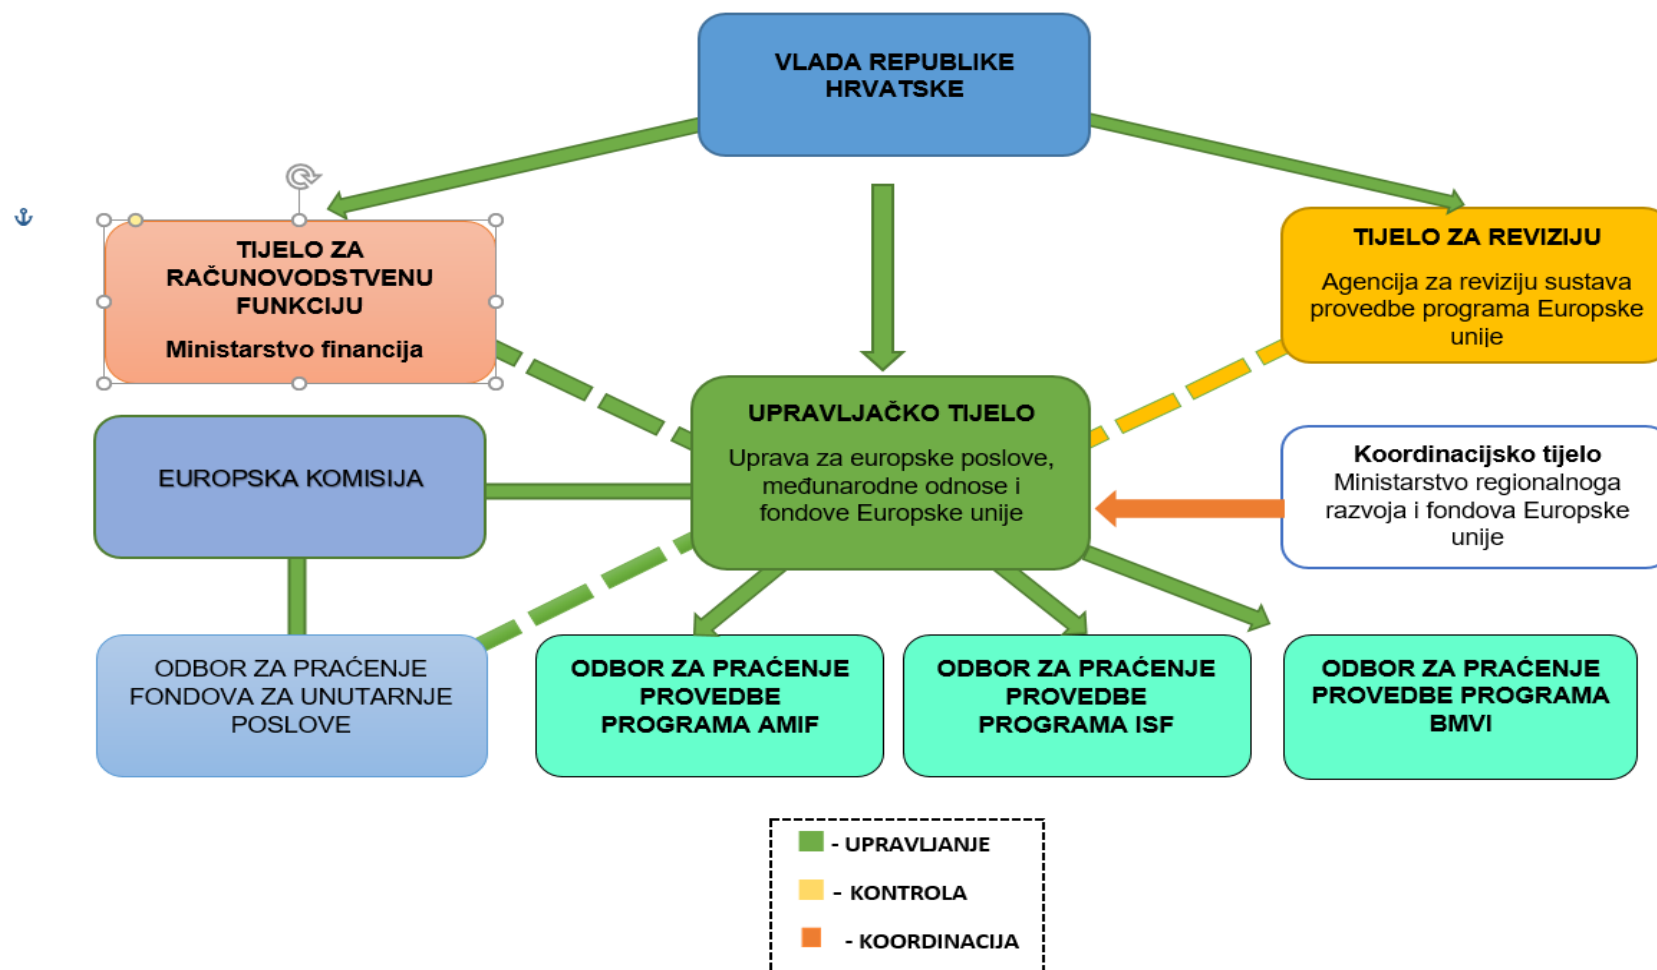 VLADA REPUBLIKE
HRVATSKE
TIJELO ZA
RAČUNOVODSTVENU
FUNKCIJU
Ministarstvo financija
TIJELO ZA REVIZIJU
Agencija za reviziju sustava
provedbe programa Europske
unije
EUROPSKA KOMISIJA
UPRAVLJAČKO TIJELO
Uprava za europske poslove,
međunarodne odnose i
fondove Europske unije
Koordinacijsko tijelo
Ministarstvo regionalnoga
razvoja i fondova Europske
unije
ODBOR ZA PRAĆENJE
FONDOVA ZA UNUTARNJE
POSLOVE
ODBOR ZA PRAĆENJE
PROVEDBE
PROGRAMA AMIF
ODBOR ZA PRAĆENJE
PROVEDBE
PROGRAMA ISF
ODBOR ZA PRAĆENJE
PROVEDBE PROGRAMA
BMVI
- UPRAVLJANJE
- KONTROLA
- KOORDINACIJA